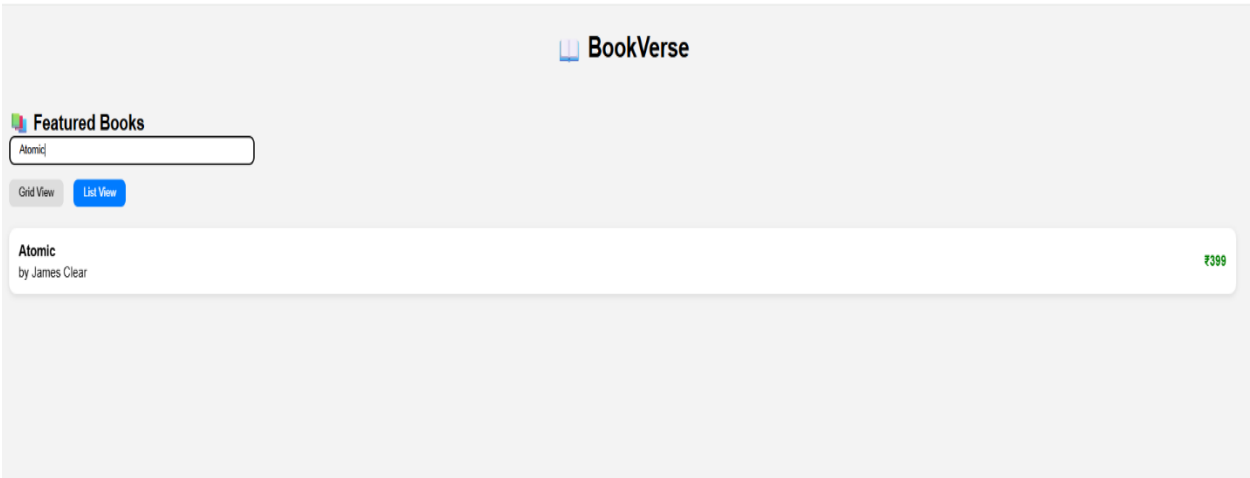 BookVerse
Featured Books
Atomic
Grid View List View
Atomic
by James Clear
₹399